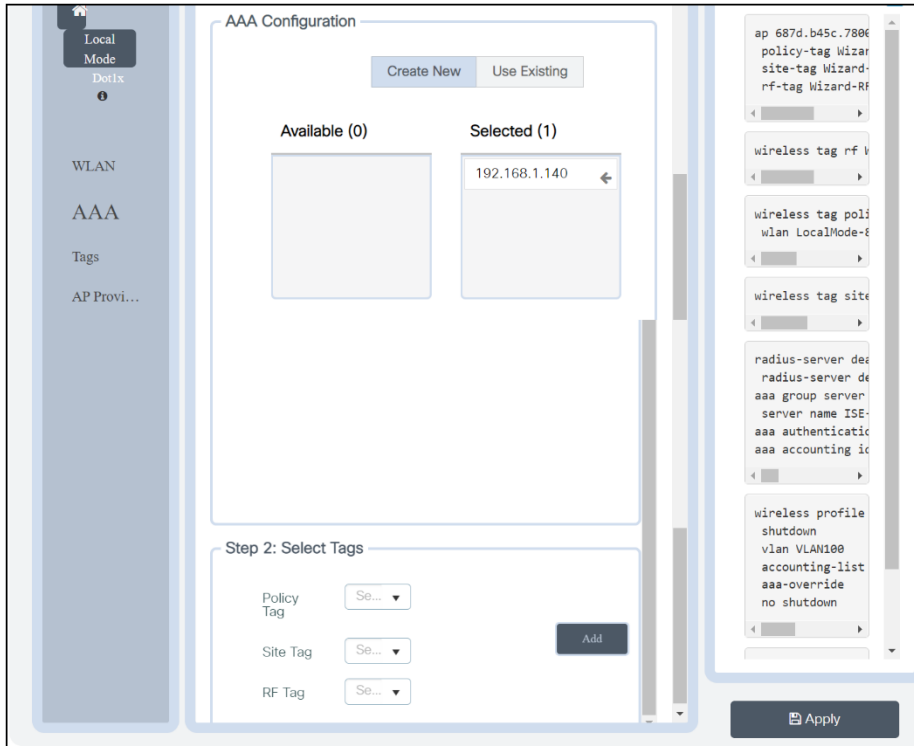 Local
Mode
Dot1x
WLAN
AAA
Tags
AP Provi...
AAA Configuration
Create New
Use Existing
Available (0)
Selected (1)
192.168.1.140
Step 2: Select Tags
Policy
Tag
Se...
Site Tag
Se...
RF Tag
Se...
Add
ap 687d.b45c.7806
policy-tag Wizar
site-tag Wizard-
rf-tag Wizard-RF
wireless tag rf W
wireless tag poli
wlan LocalMode-8
wireless tag site
radius-server dea
radius-server de
aaa group server
server name ISE-
aaa authenticatio
aaa accounting id
wireless profile
shutdown
vlan VLAN100
accounting-list
aaa-override
no shutdown
Apply